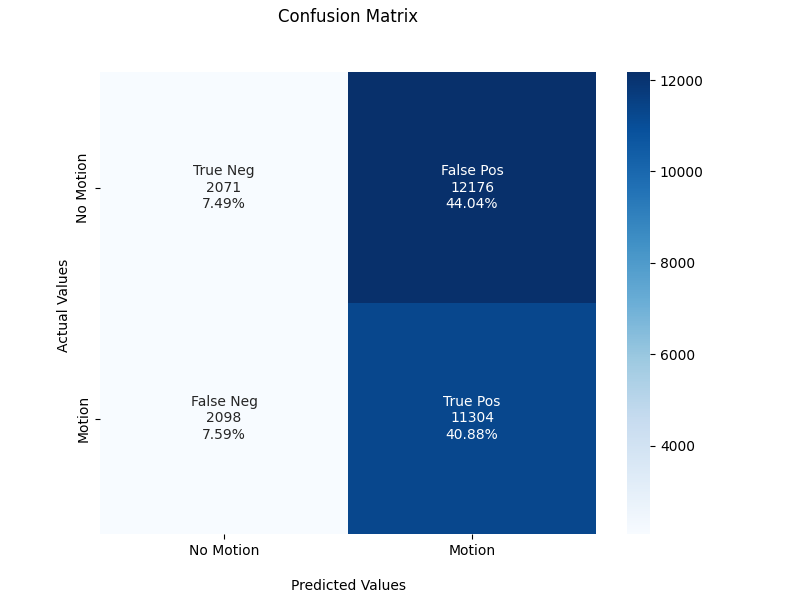 Confusion Matrix
True Neg
2071
7.49%
False Pos
12176
44.04%
False Neg
2098
7.59%
True Pos
11304
40.88%
No Motion
Motion
Actual Values
No Motion
Motion
Predicted Values
12000
10000
8000
6000
4000